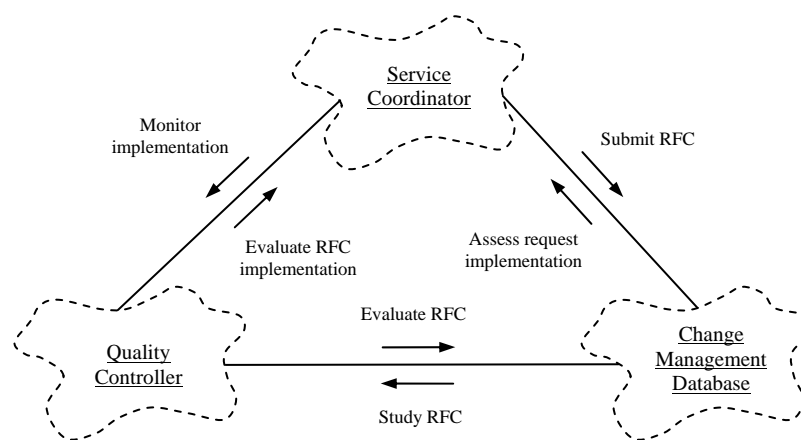 Service
Coordinator
Monitor
implementation
Submit RFC
Evaluate RFC
implementation
Assess request
implementation
Evaluate RFC
Quality
Controller
Change
Management
Database
Study RFC